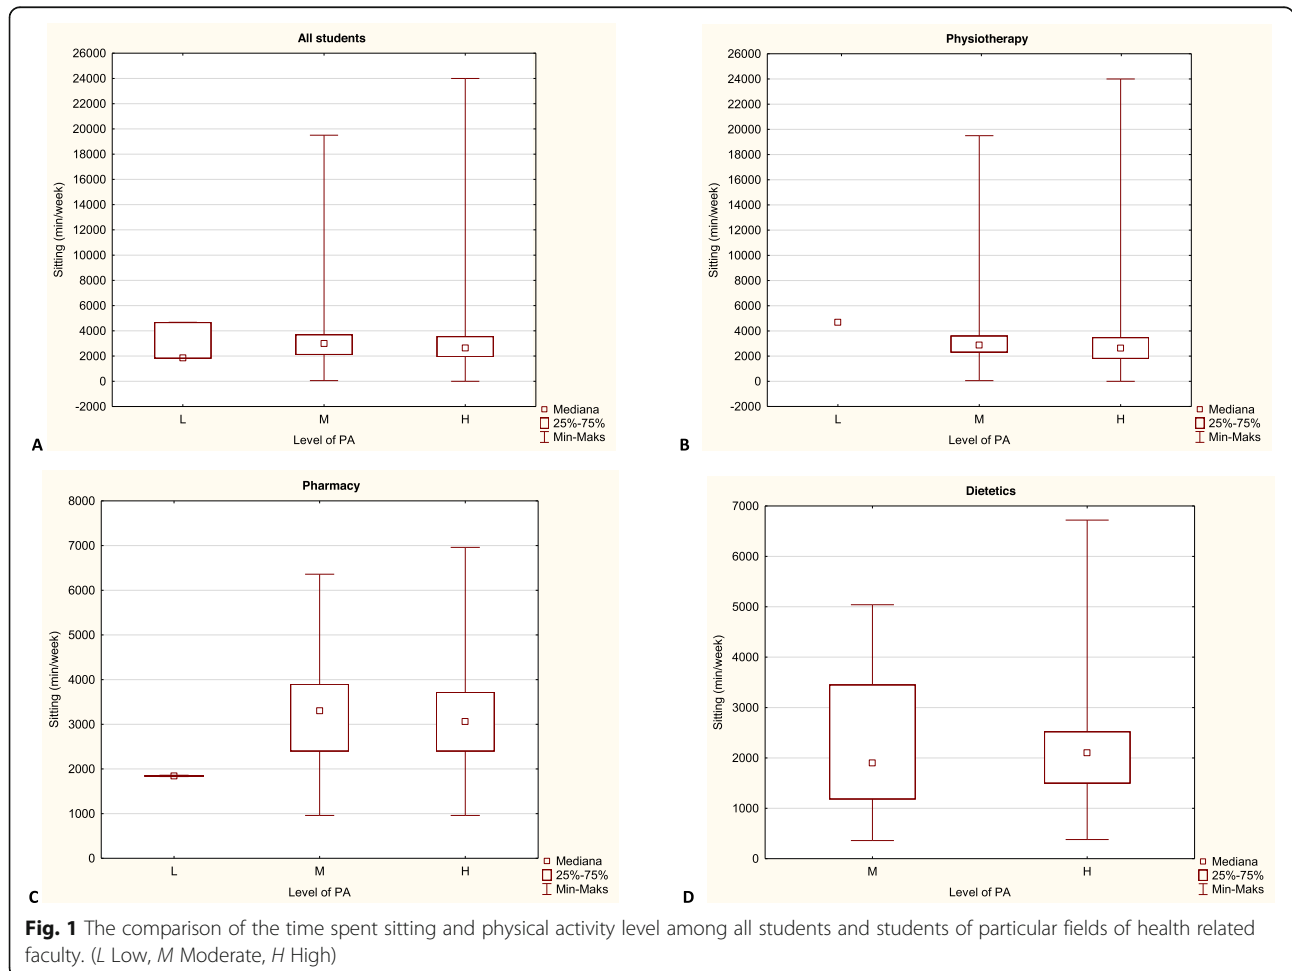 All students
26000
24000
22000
20000
18000
16000
14000
12000
10000
8000
6000
4000
2000
0
-2000
Sitting (min/week)
L M H
Level of PA
Mediana
25%-75%
Min-Maks
A
Physiotherapy
26000
24000
22000
20000
18000
16000
14000
12000
10000
8000
6000
4000
2000
0
-2000
Sitting (min/week)
L M H
Level of PA
Mediana
25%-75%
Min-Maks
B
Pharmacy
8000
7000
6000
5000
4000
3000
2000
1000
0
Sitting (min/week)
L M H
Level of PA
Mediana
25%-75%
Min-Maks
C
Dietetics
7000
6000
5000
4000
3000
2000
1000
0
Sitting (min/week)
M H
Level of PA
Mediana
25%-75%
Min-Maks
D
Fig. 1 The comparison of the time spent sitting and physical activity level among all students and students of particular fields of health related
faculty. (L Low, M Moderate, H High)